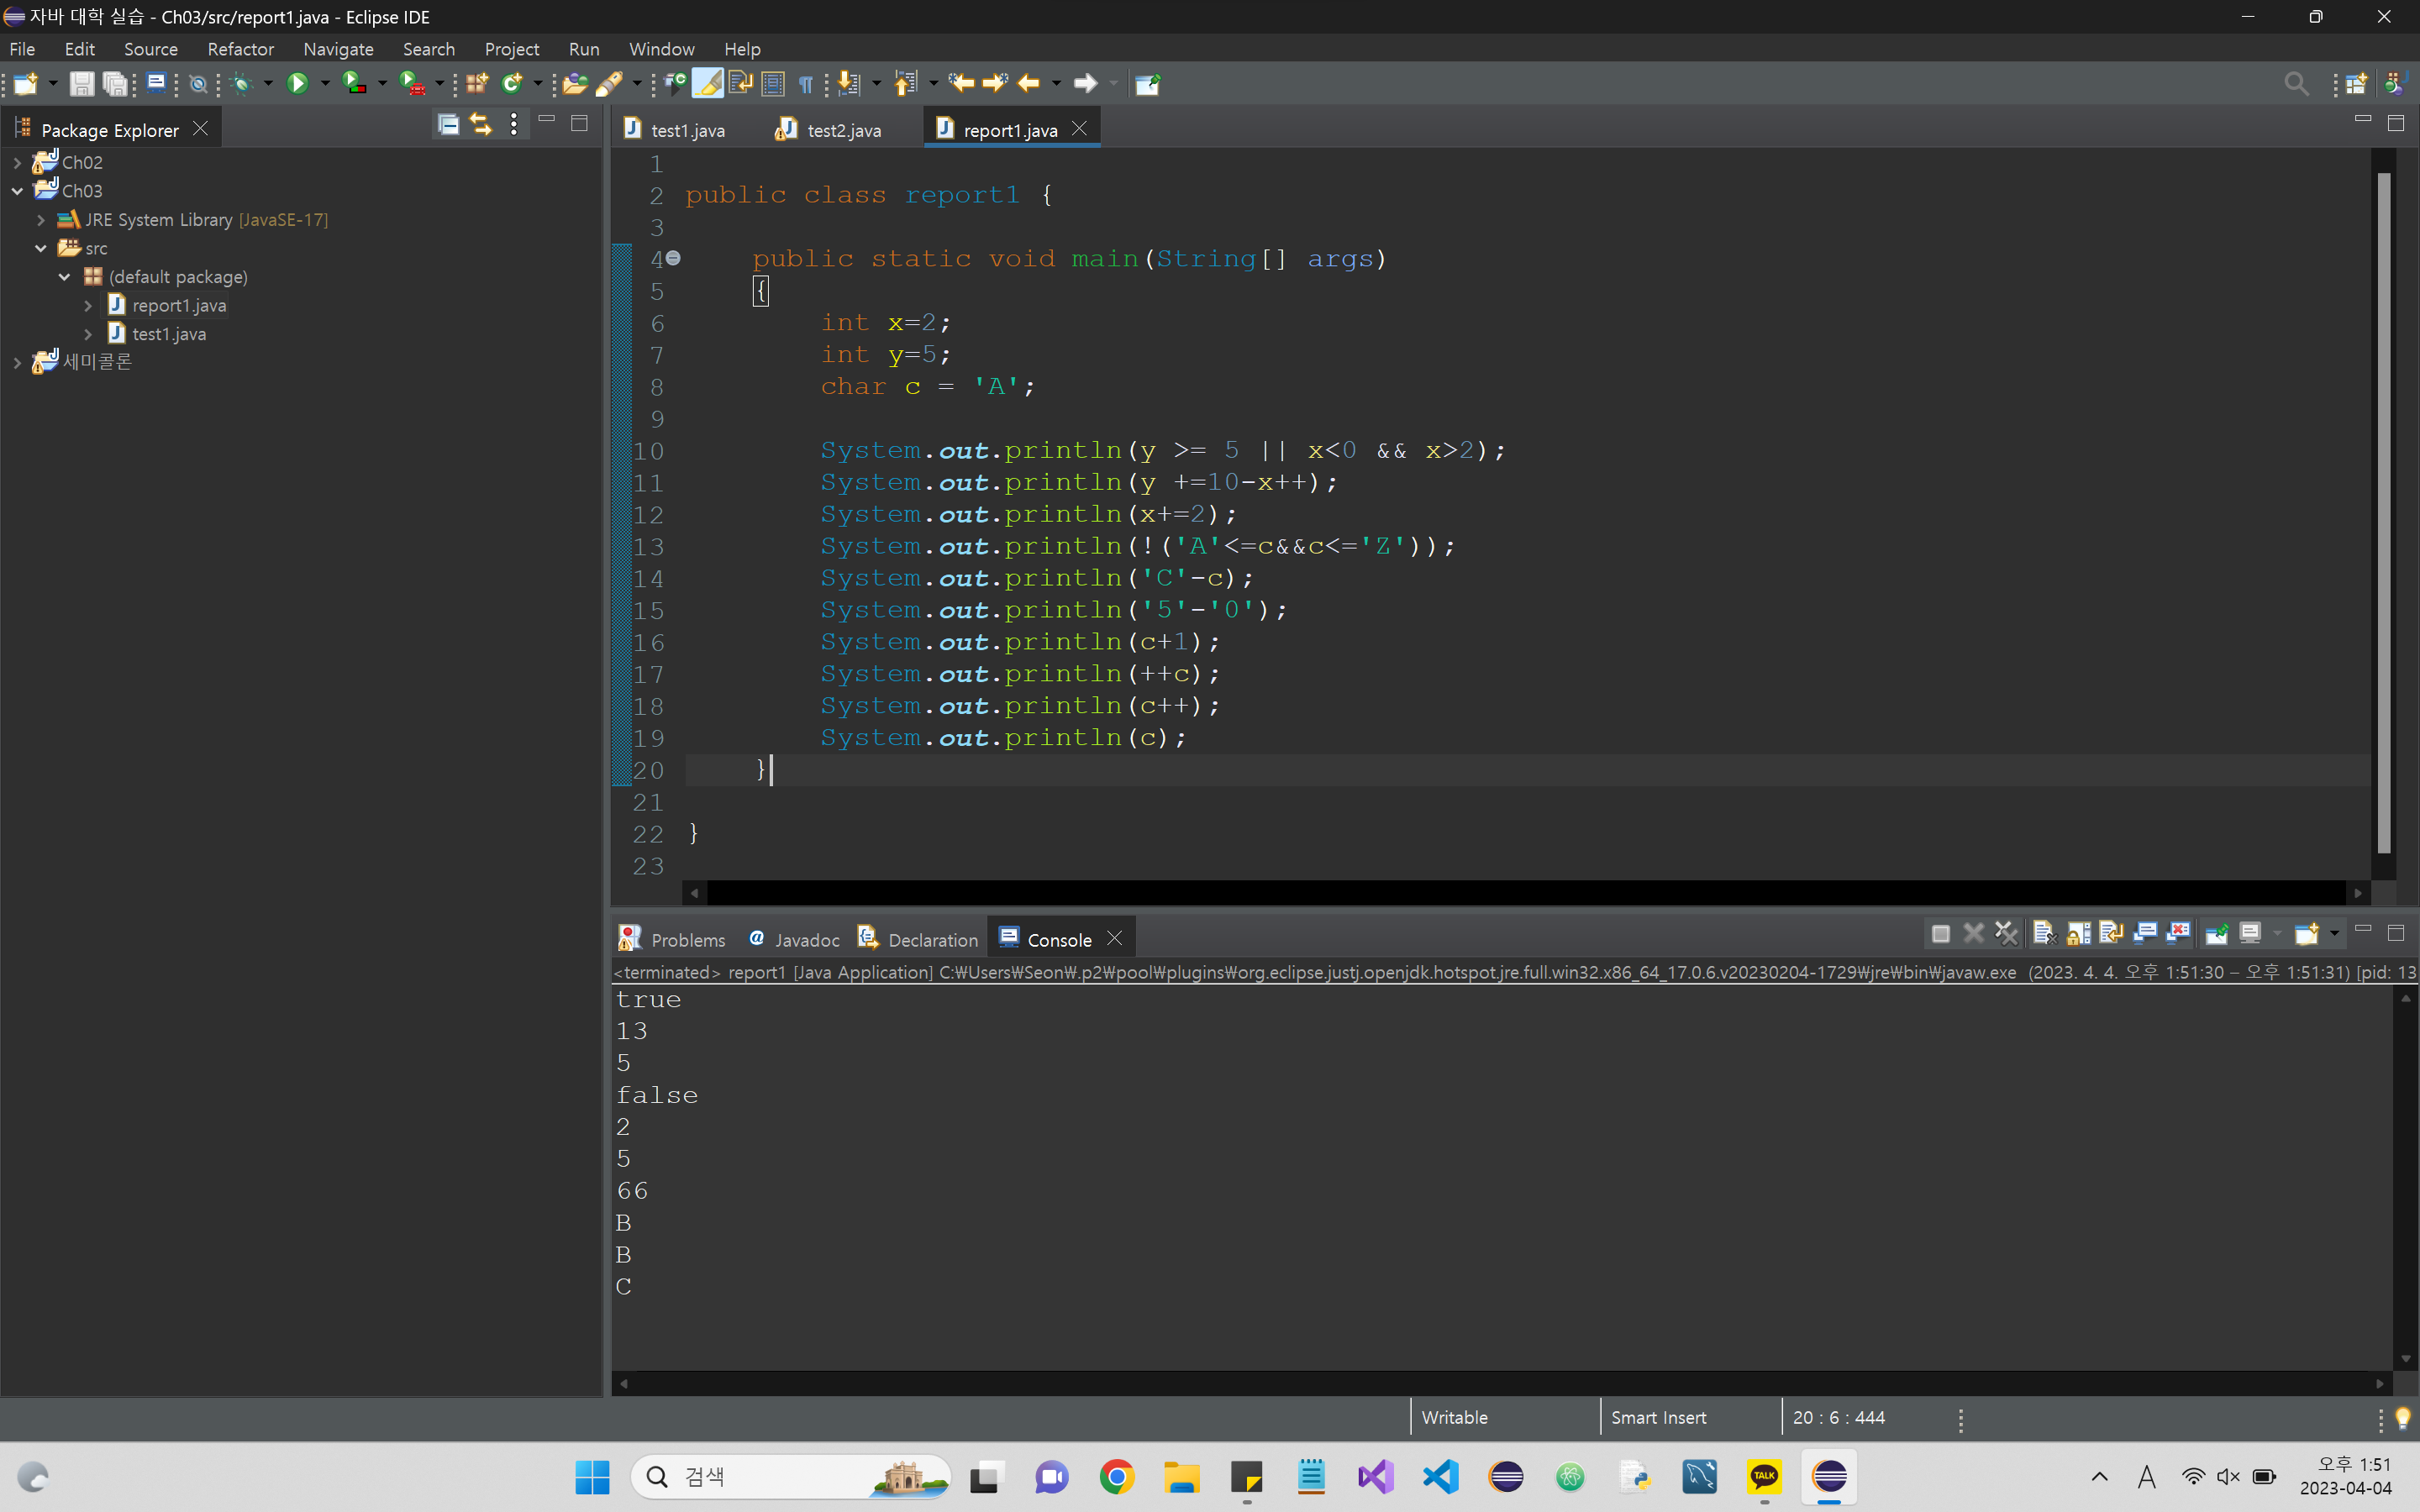 자바 대학 실습 - Ch03/src/report1.java - Eclipse IDE
File Edit Source Refactor Navigate Search Project Run Window Help
Package Explorer
Ch02
Ch03
JRE System Library [JavaSE-17]
src
(default package)
report1.java
test1.java
세미콜론
test1.java test2.java report1.java
1
2 public class report1 {
3
4 public static void main(String[] args)
5 {
6 int x=2;
7 int y=5;
8 char c = 'A';
9
10 System.out.println(y >= 5 || x<0 && x>2);
11 System.out.println(y +=10-x++);
12 System.out.println(x+=2);
13 System.out.println(!('A'<=c&&c<='Z'));
14 System.out.println('C'-c);
15 System.out.println('5'-'0');
16 System.out.println(c+1);
17 System.out.println(++c);
18 System.out.println(c++);
19 System.out.println(c);
20 }
21
22 }
23
Problems Javadoc Declaration Console
<terminated> report1 [Java Application] C:₩Users₩Seon₩.p2₩pool₩plugins₩org.eclipse.justj.openjdk.hotspot.jre.full.win32.x86_64_17.0.6.v20230204-1729₩jre₩bin₩javaw.exe (2023. 4. 4. 오후 1:51:30 – 오후 1:51:31) [pid: 13
true
13
5
false
2
5
66
B
B
C
Writable Smart Insert 20 : 6 : 444
검색
TALK
A
오후 1:51
2023-04-04